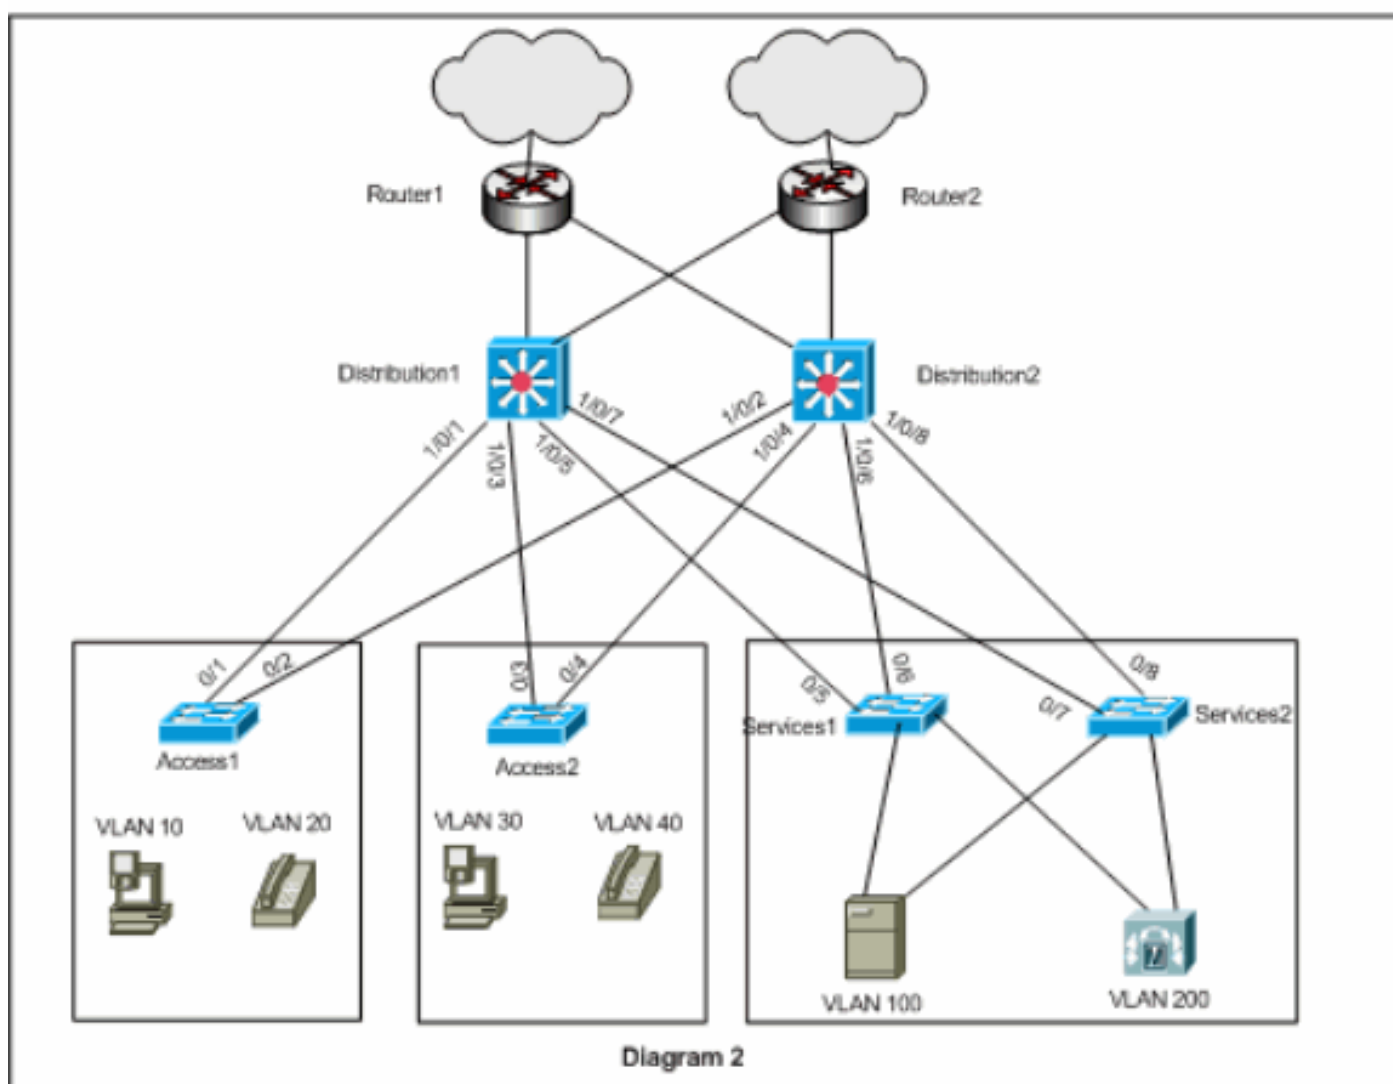 Router1
Router2
Distribution1
Distribution2
1/0/1
1/0/3
1/0/5
1/0/7
1/0/2
1/0/4
1/0/6
1/0/8
0/1
0/2
0/3
0/4
0/5
0/6
0/7
0/8
Access1
Access2
Services1
Services2
VLAN 10
VLAN 20
VLAN 30
VLAN 40
VLAN 100
VLAN 200
Diagram 2